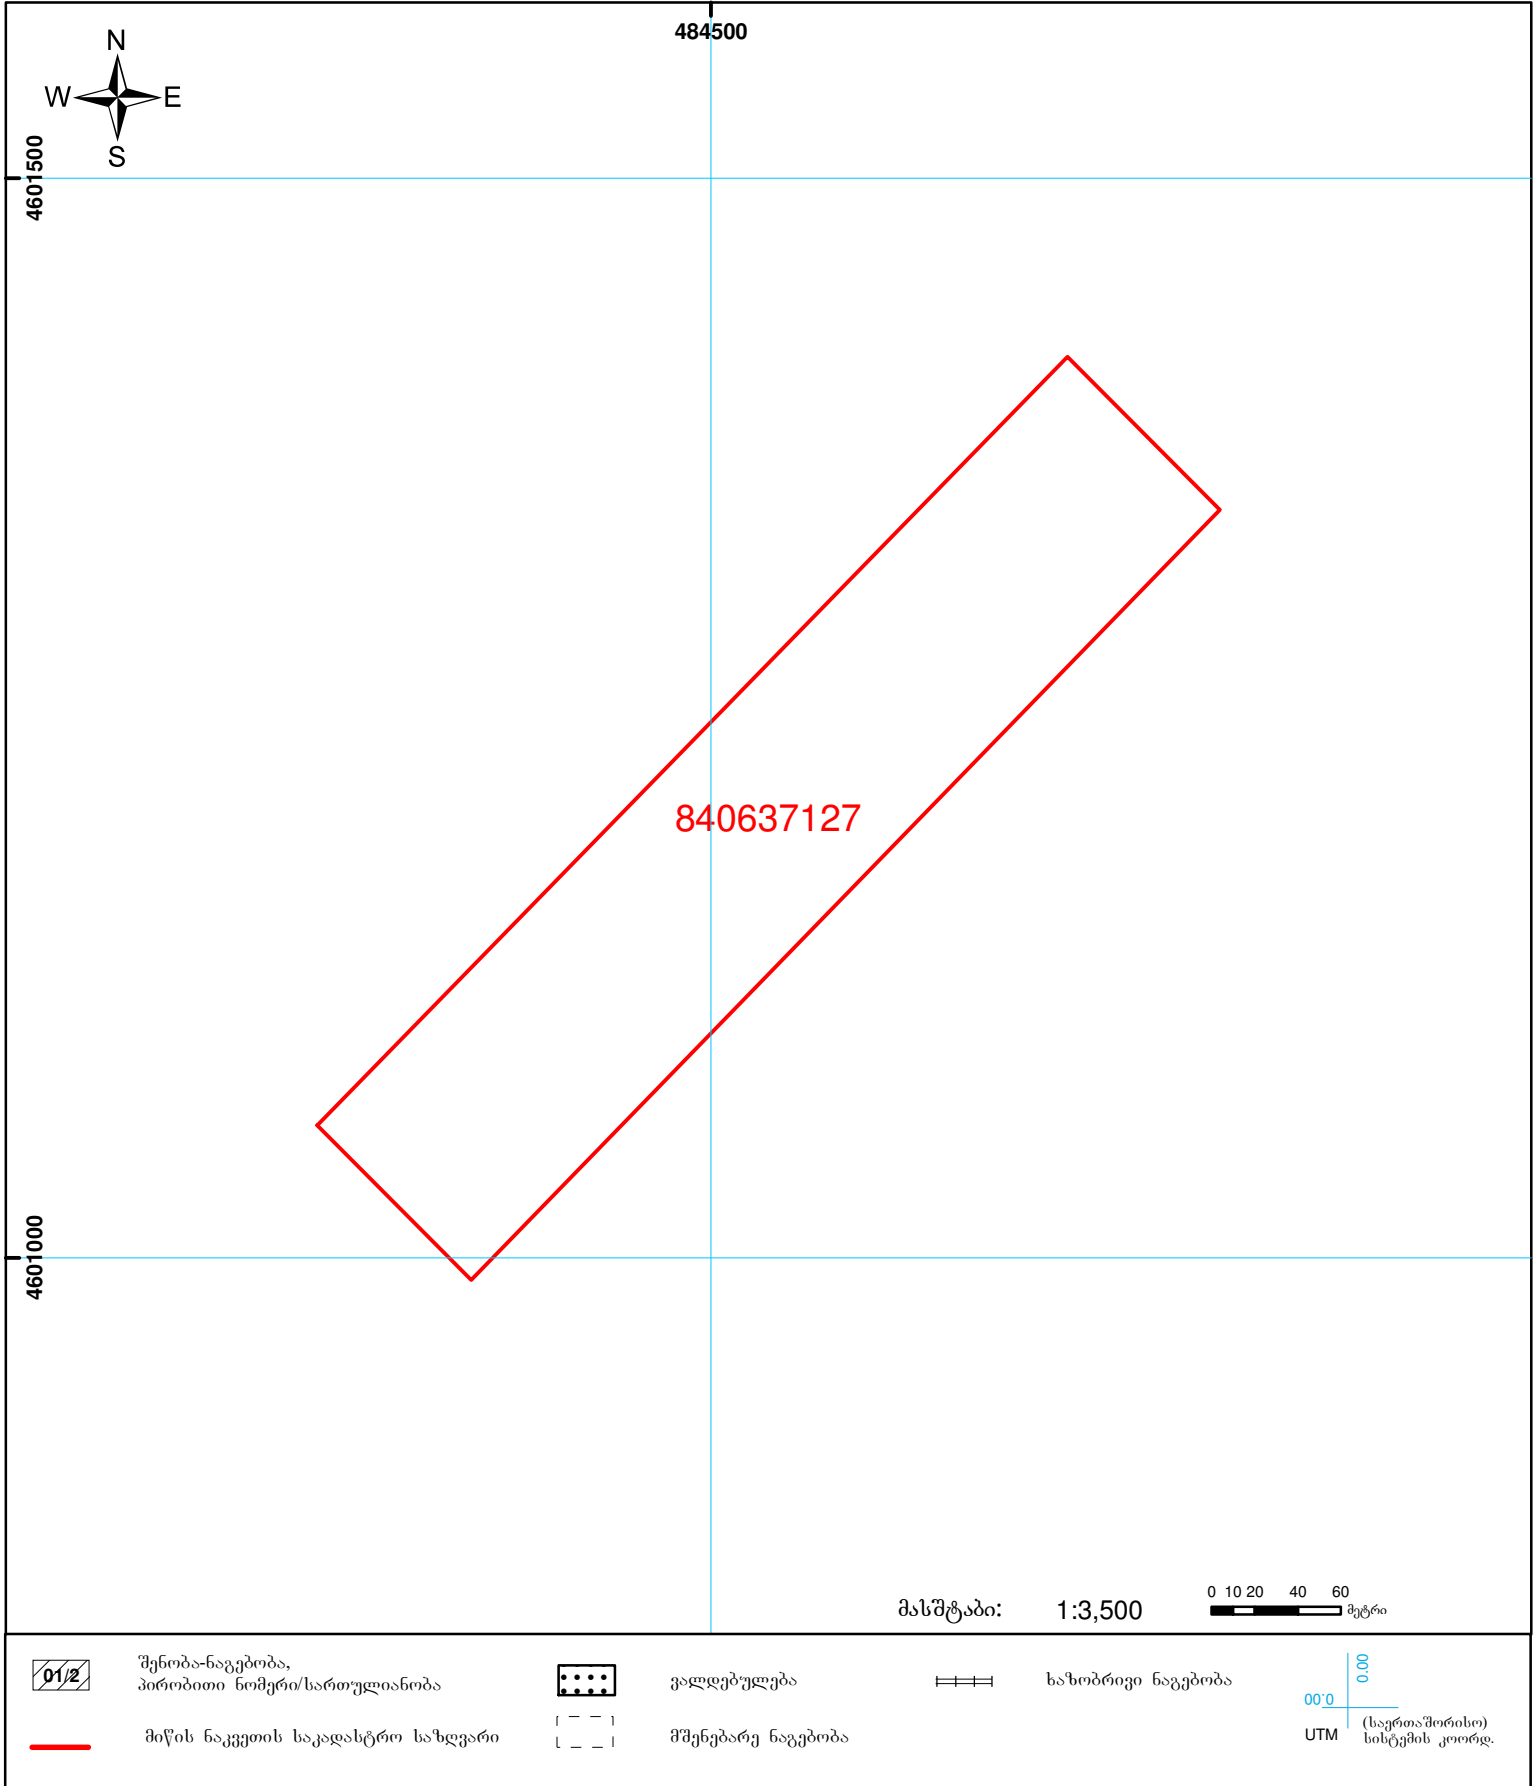 484500
N
W E
S
4601500
840637127
4601000
მასშტაბი: 1:3,500
0 10 20 40 60
მეტრი
01/2
შენობა-ნაგებობა,
პირობითი ნომერი/სართულიანობა
ვალდებულება
ხაზობრივი ნაგებობა
მიწის ნაკვეთის საკადასტრო საზღვარი
მშენებარე ნაგებობა
0.00
0.00
UTM
(საერთაშორისო)
სისტემის კოორდ.